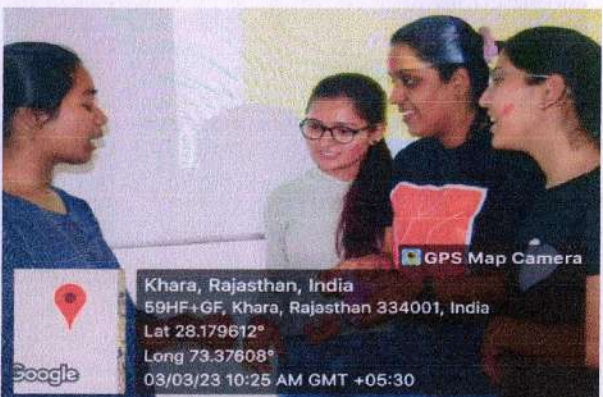 GPS Map Camera
Khara, Rajasthan, India
59HF+GF, Khara, Rajasthan 334001, India
Lat 28.179612°
Long 73.37608°
03/03/23 10:25 AM GMT +05:30
Google